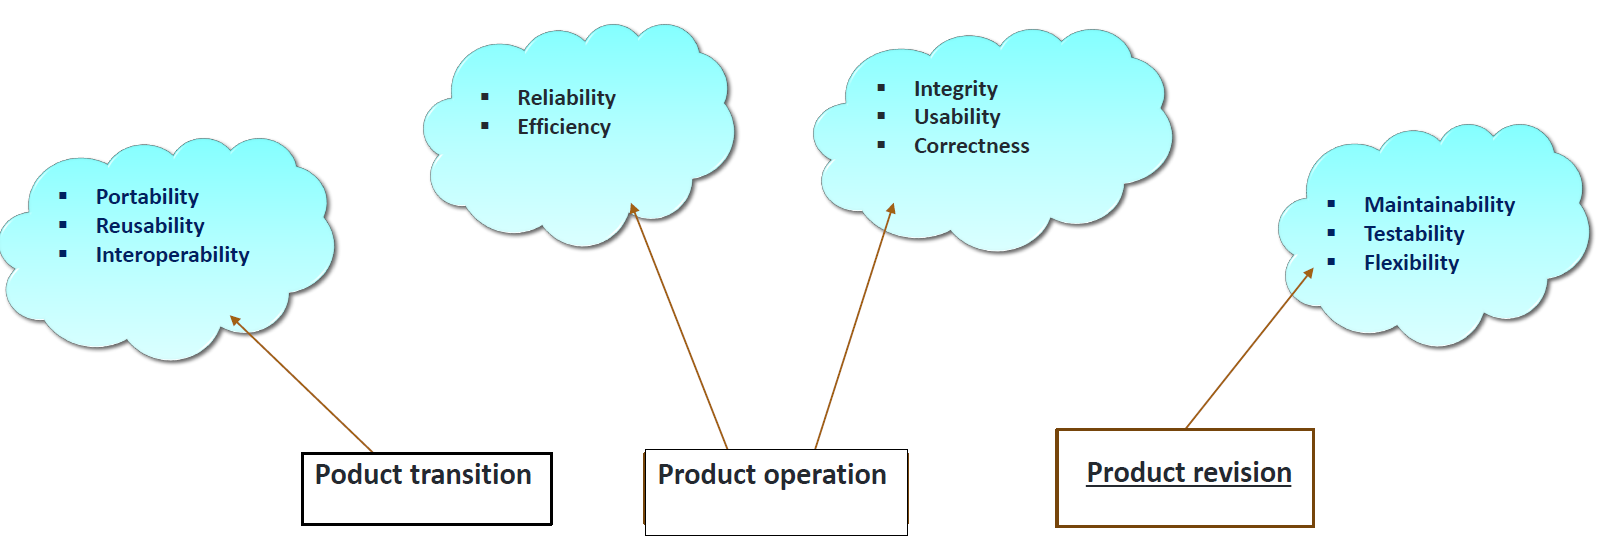 ▪ Portability
▪ Reusability
▪ Interoperability
▪ Reliability
▪ Efficiency
▪ Integrity
▪ Usability
▪ Correctness
▪ Maintainability
▪ Testability
▪ Flexibility
Poduct transition
Product operation
Product revision